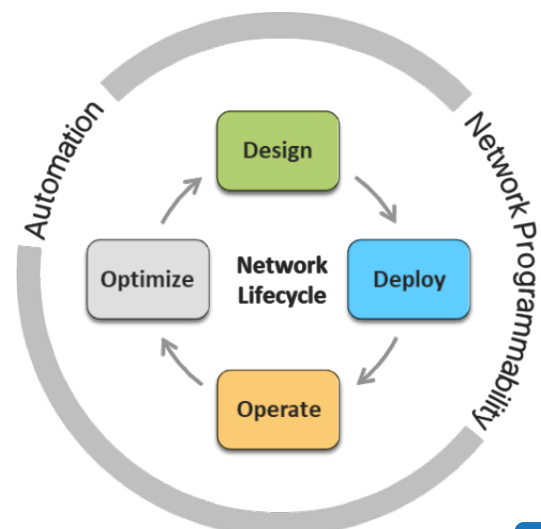 Automation
Network Programmability
Design
Optimize
Network
Lifecycle
Deploy
Operate